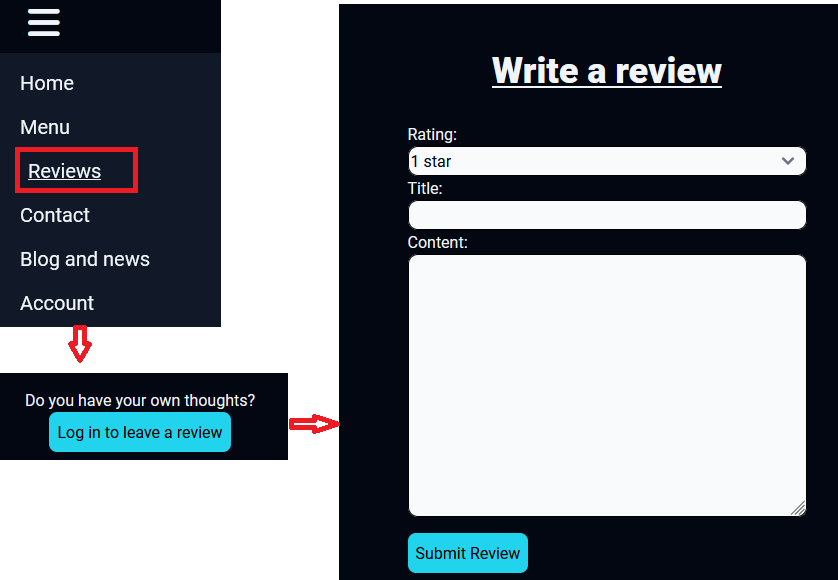 Home
Menu
Reviews
Contact
Blog and news
Account
Do you have your own thoughts?
Log in to leave a review
Write a review
Rating:
1 star
Title:
Content:
Submit Review